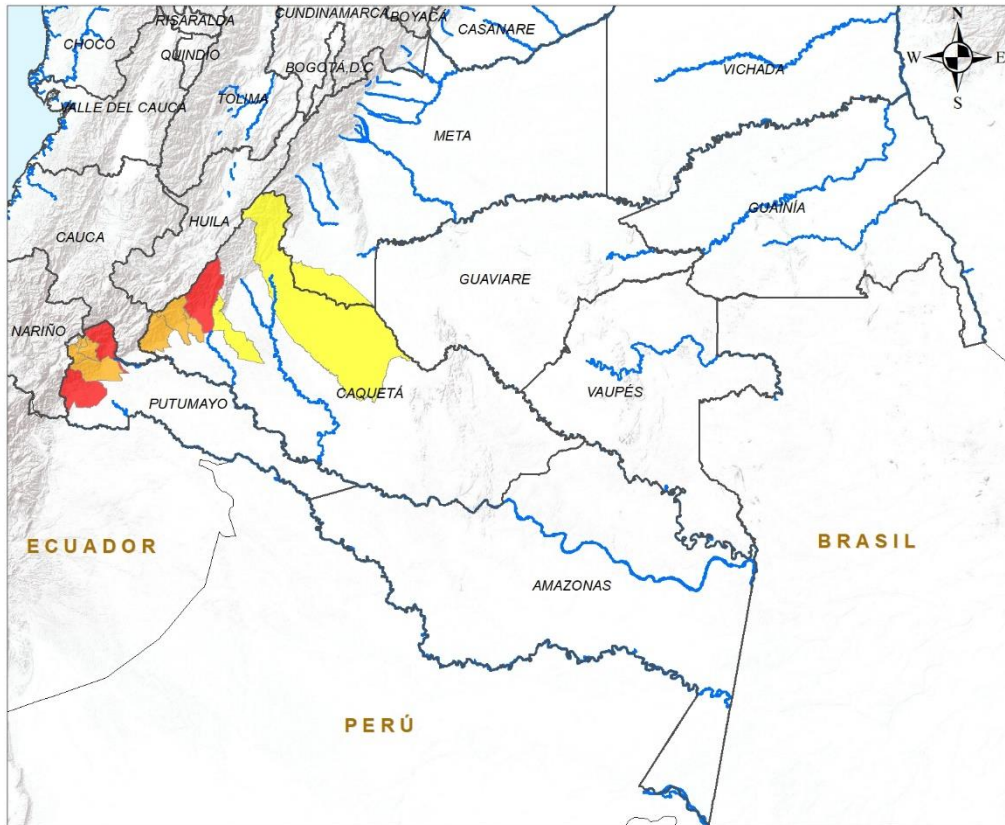 CUNDINAMARCA
BOYACÁ
RISARALDA
CASANARE
N
CHOCÓ
QUINDÍO
BOGOTÁ,D.C
VICHADA
W
E
S
TOLIMA
VALLE DEL CAUCA
META
HUILA
GUAINÍA
CAUCA
GUAVIARE
NARIÑO
CAQUETÁ
VAUPÉS
PUTUMAYO
ECUADOR
BRASIL
AMAZONAS
PERÚ